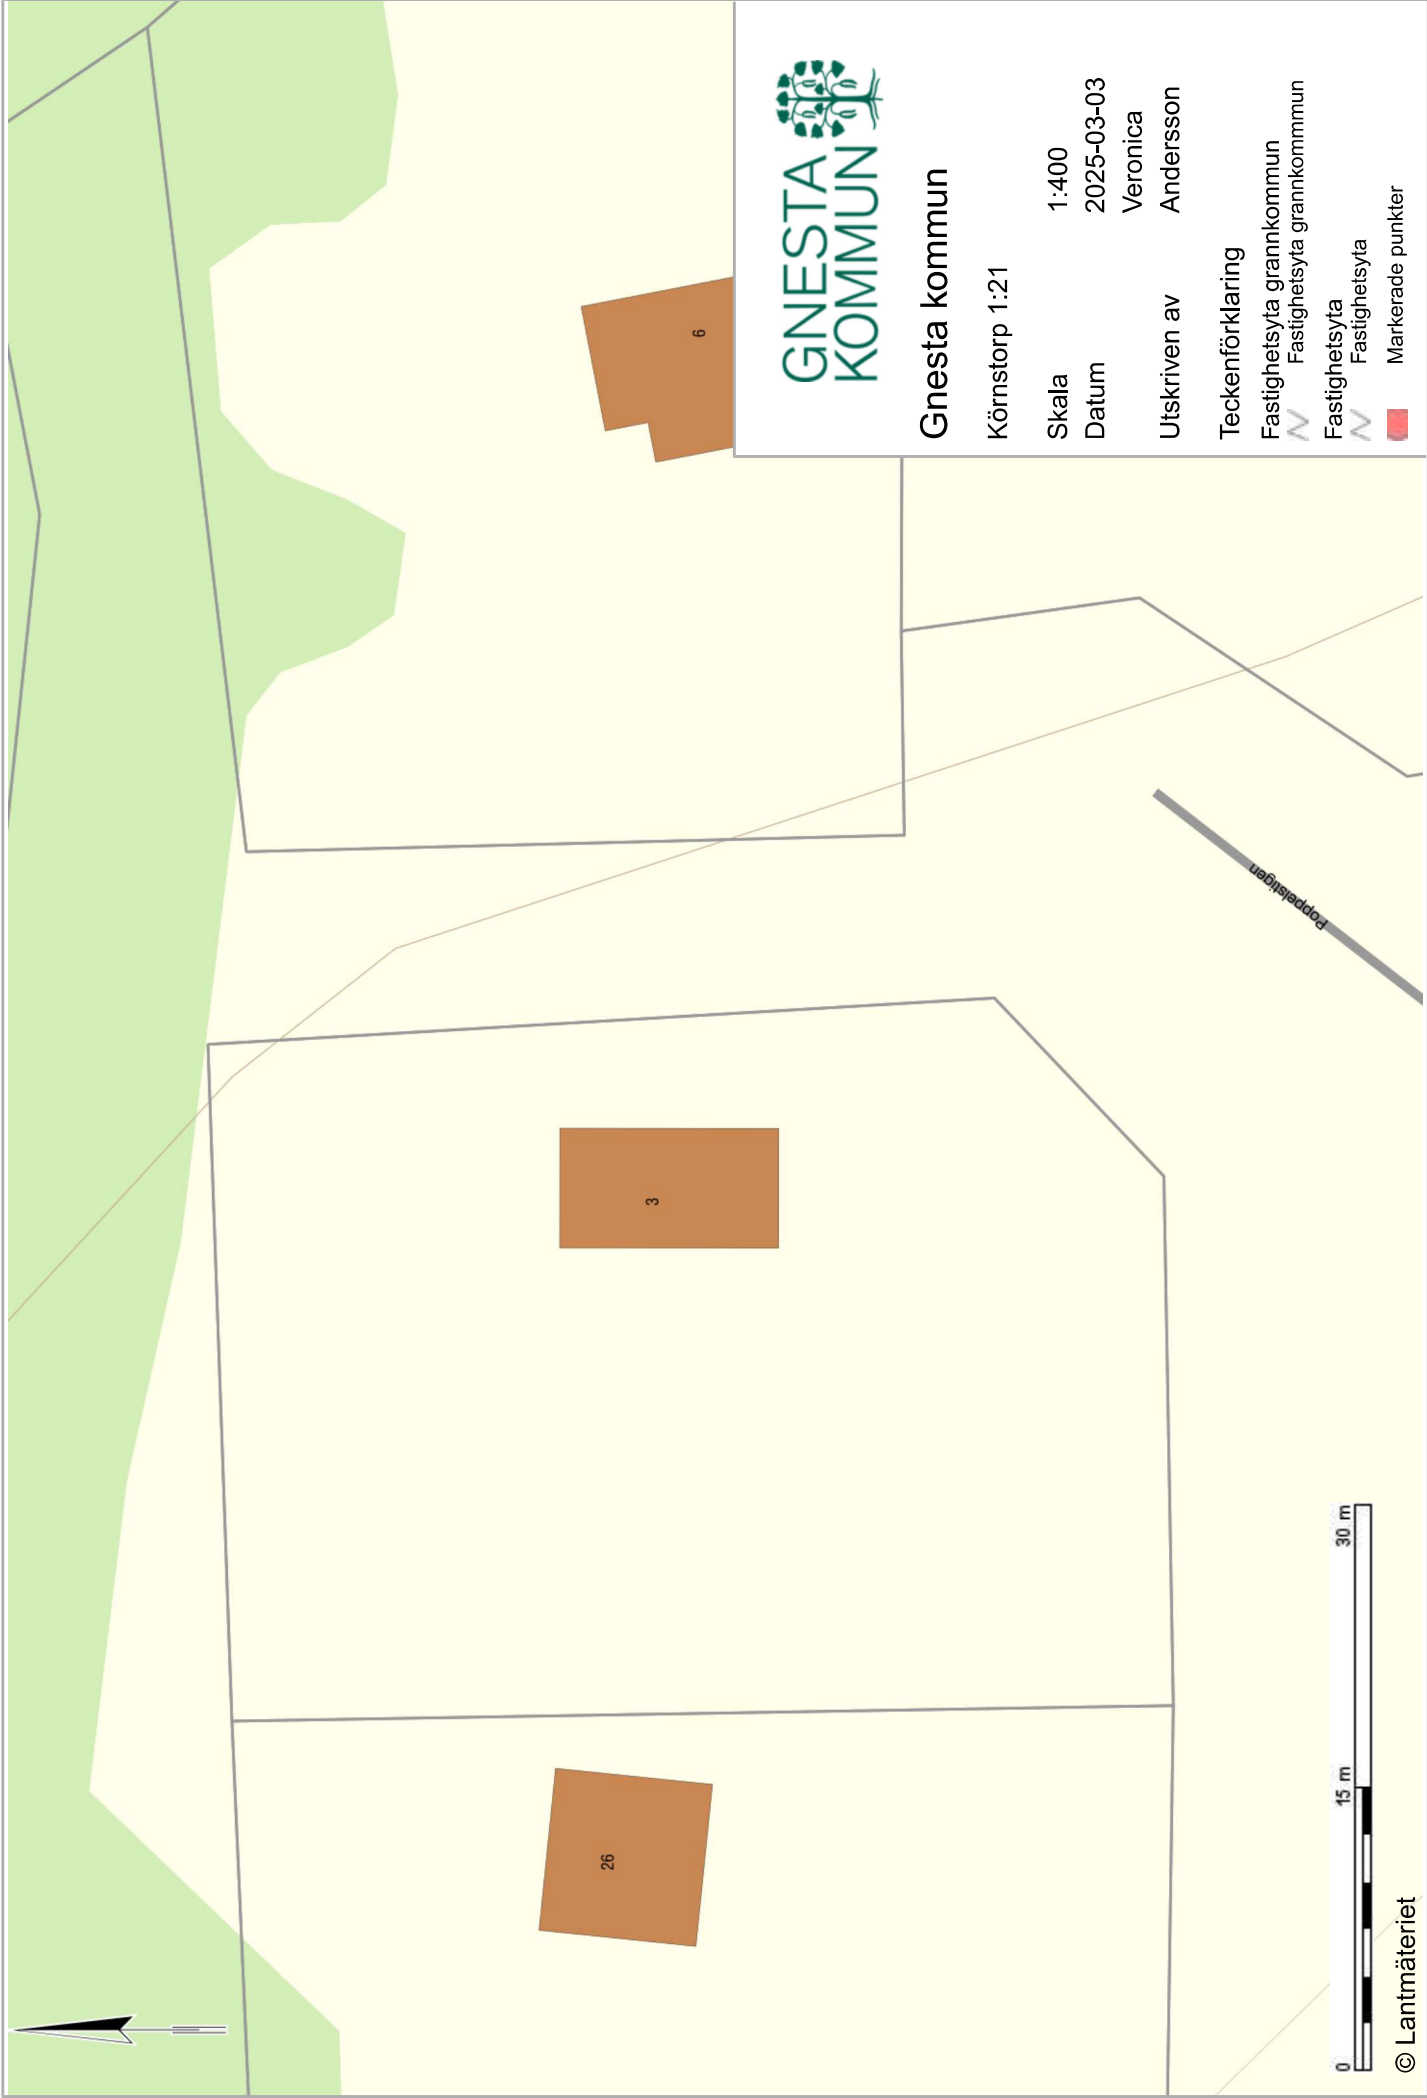 GNESTA
KOMMUN
Gnesta kommun
Körnstorp 1:21
Skala 1:400
Datum 2025-03-03
Utskriven av Veronica
Andersson
Teckenförklaring
Fastighetsyta grannkommun
Fastighetsyta grannkommmun
Fastighetsyta
Fastighetsyta
Markerade punkter
6
3
26
Poppelstigen
0 15 m 30 m
© Lantmäteriet